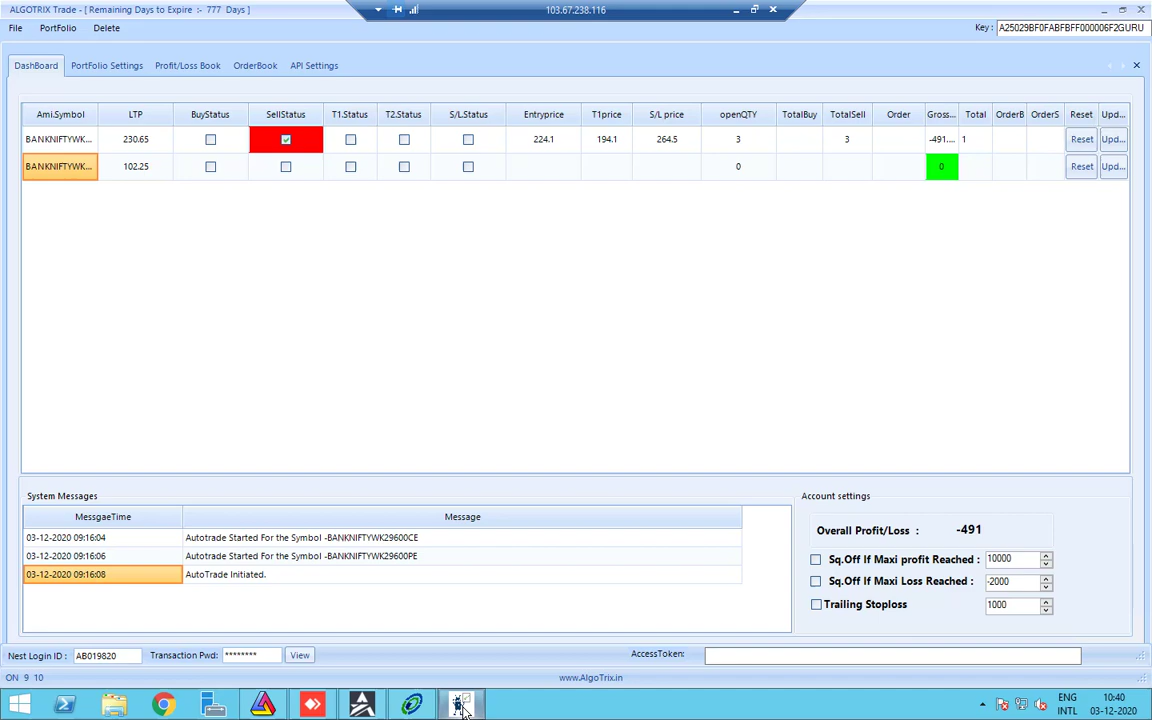 ALGOTRIX Trade - [ Remaining Days to Expire :- 777 Days ]
103.67.238.116
File PortFolio Delete
Key : A25029BF0FABFBFF000006F2GURU
DashBoard PortFolio Settings Profit/Loss Book OrderBook API Settings
Ami.Symbol LTP BuyStatus SellStatus T1.Status T2.Status S/L.Status Entryprice T1price S/L price openQTY TotalBuy TotalSell Order Gross... Total OrderB OrderS Reset Upd...
BANKNIFTYWK... 230.65 224.1 194.1 264.5 3 3 -491.... 1 Reset Upd...
BANKNIFTYWK... 102.25 0 0 Reset Upd...
System Messages
MessgaeTime Message
03-12-2020 09:16:04 Autotrade Started For the Symbol -BANKNIFTYWK29600CE
03-12-2020 09:16:06 Autotrade Started For the Symbol -BANKNIFTYWK29600PE
03-12-2020 09:16:08 AutoTrade Initiated.
Account settings
Overall Profit/Loss : -491
Sq.Off If Maxi profit Reached : 10000
Sq.Off If Maxi Loss Reached : -2000
Trailing Stoploss 1000
Nest Login ID : AB019820 Transaction Pwd: ******** View AccessToken:
ON 9 10 www.AlgoTrix.in
ENG 10:40
INTL 03-12-2020